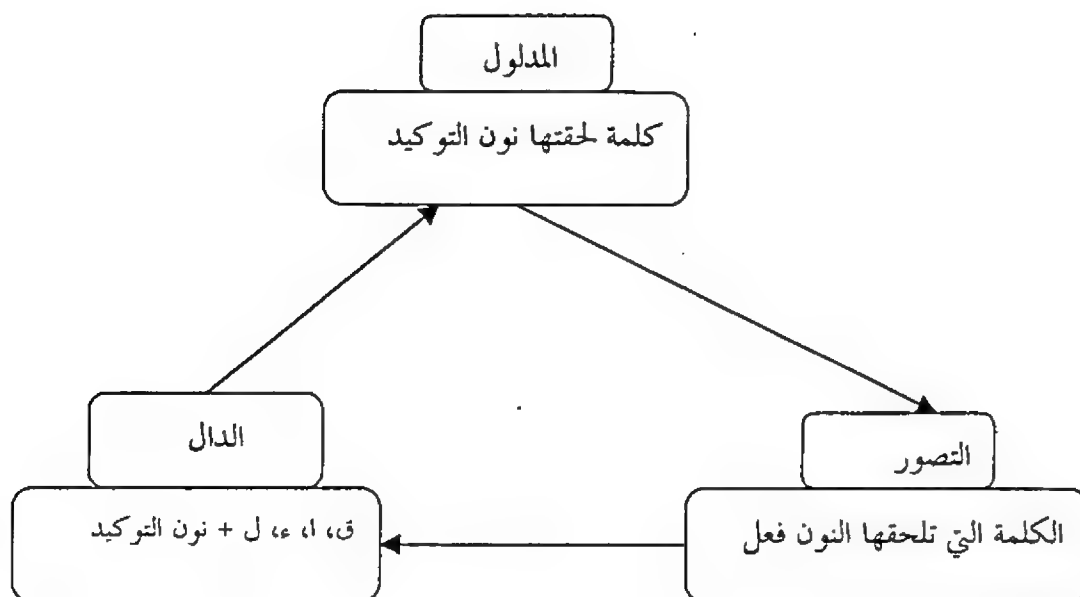 المدلول
كلمة لحقتها نون التوكيد
الدال
ق، ا، ء، ل + نون التوكيد
التصور
الكلمة التي تلحقها النون فعل